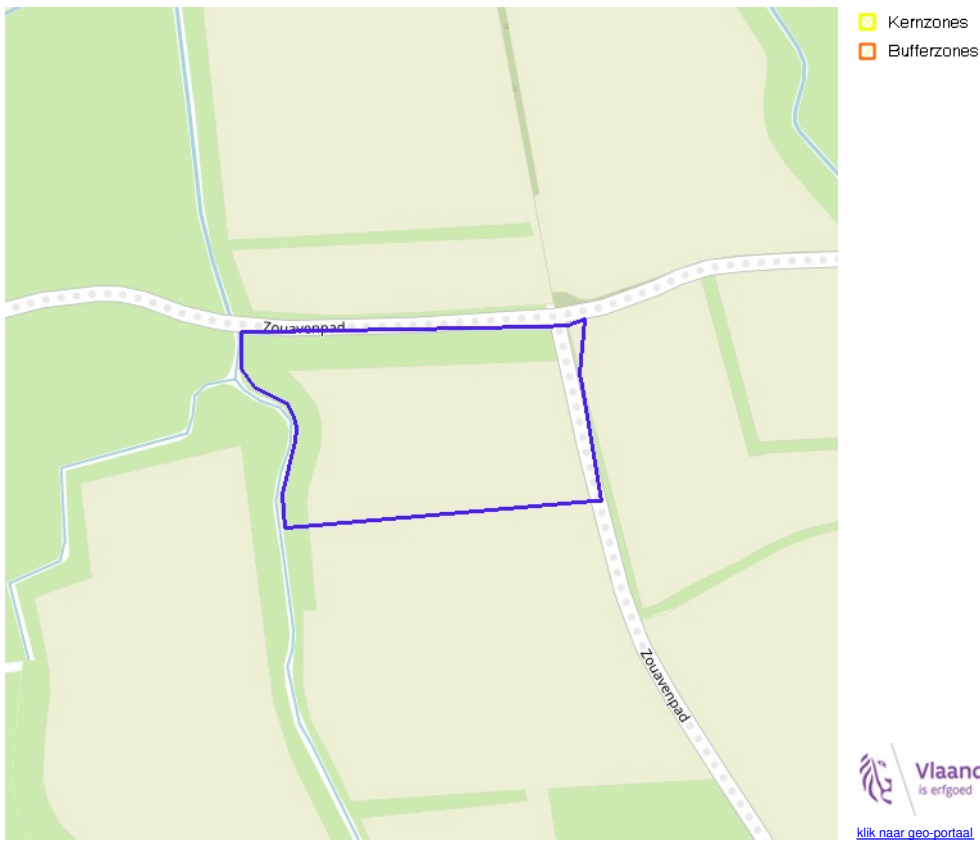 Kernzones
Bufferzones
Zouavenpad
Zouavenpad
is erfgoed
klik naar geo-portaal